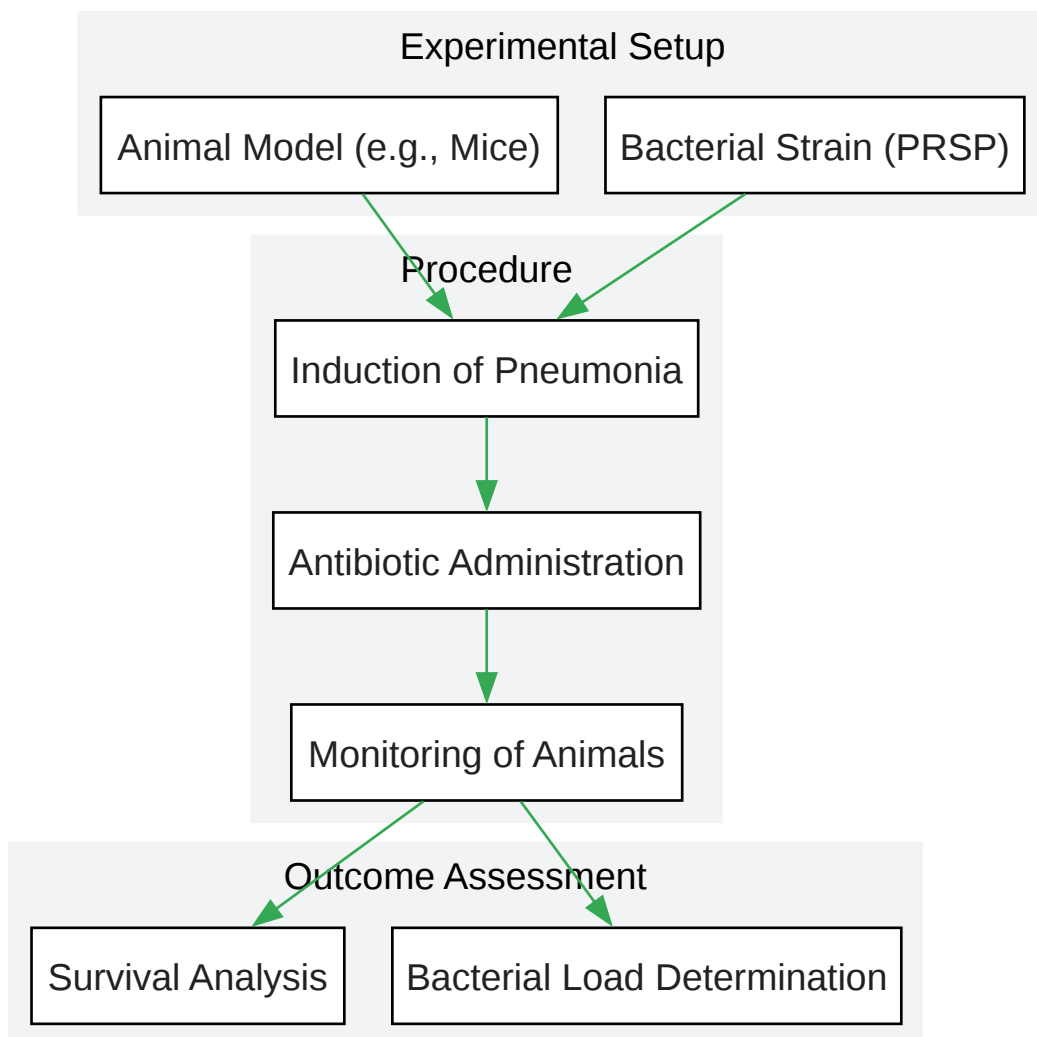 Experimental Setup
Animal Model (e.g., Mice)
Bacterial Strain (PRSP)
Procedure
Induction of Pneumonia
Antibiotic Administration
Monitoring of Animals
Outcome Assessment
Survival Analysis
Bacterial Load Determination